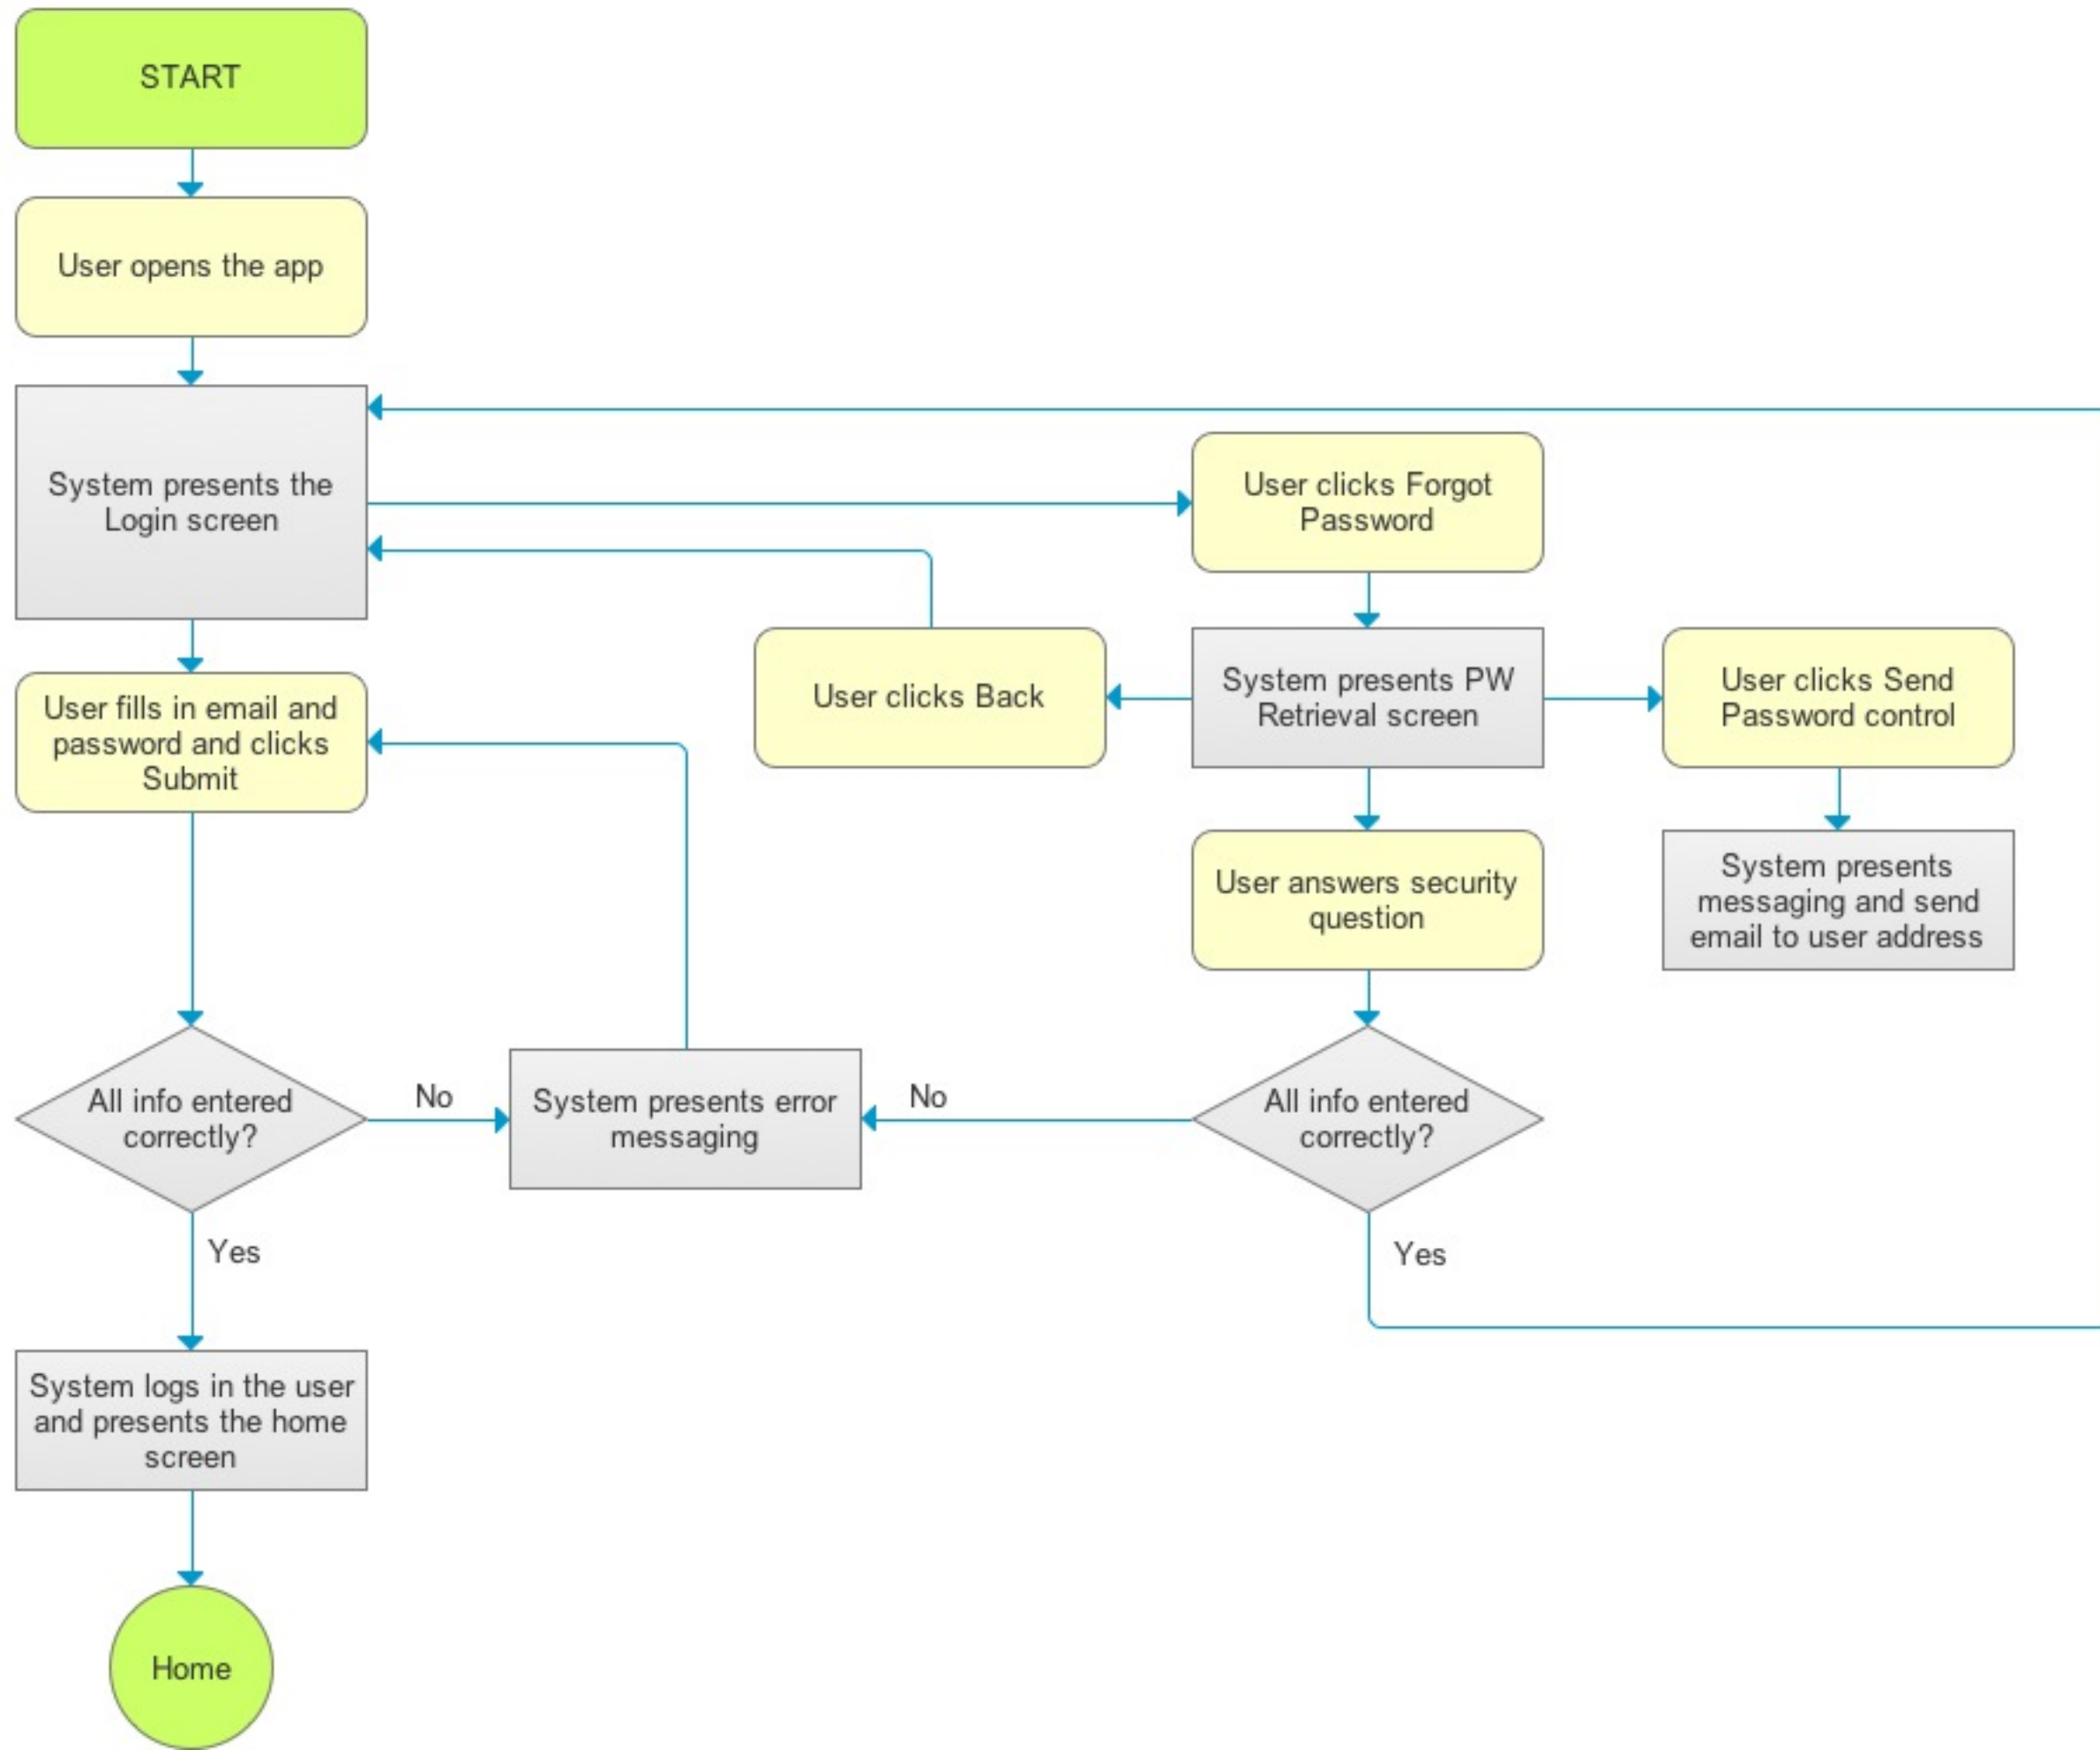 START
User opens the app
System presents the
Login screen
User clicks Forgot
Password
User clicks Back
System presents PW
Retrieval screen
User clicks Send
Password control
User fills in email and
password and clicks
Submit
User answers security
question
System presents
messaging and send
email to user address
All info entered
correctly?
No
System presents error
messaging
No
All info entered
correctly?
Yes
Yes
System logs in the user
and presents the home
screen
Home